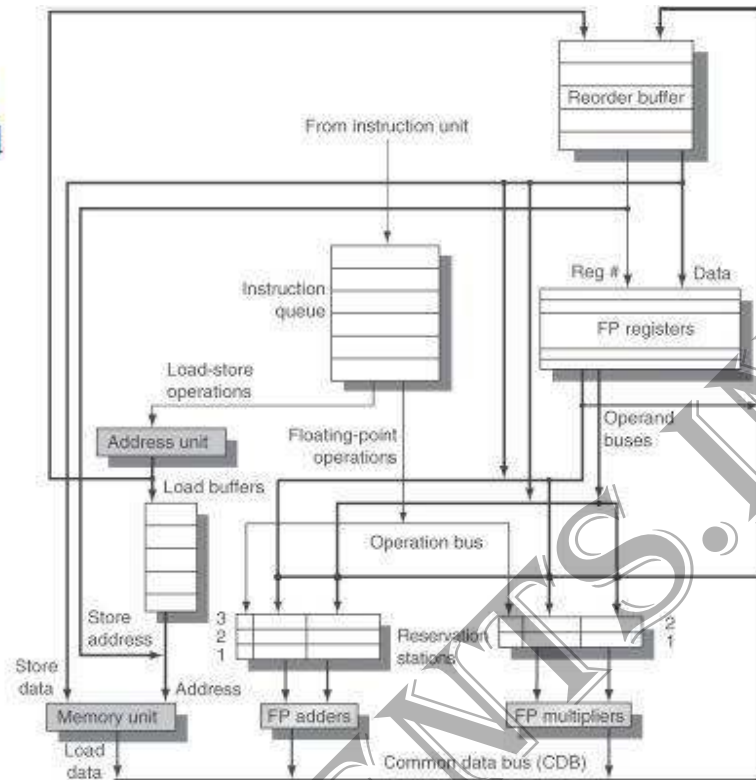 Reorder buffer
From instruction unit
Reg #
Data
Instruction
queue
FP registers
Load-store
operations
Operand
buses
Address unit
Floating-point
operations
Load buffers
Operation bus
Store
address
3
2
1
Reservation
stations
2
1
Store
data
Address
Memory unit
FP adders
FP multipliers
Load
data
Common data bus (CDB)